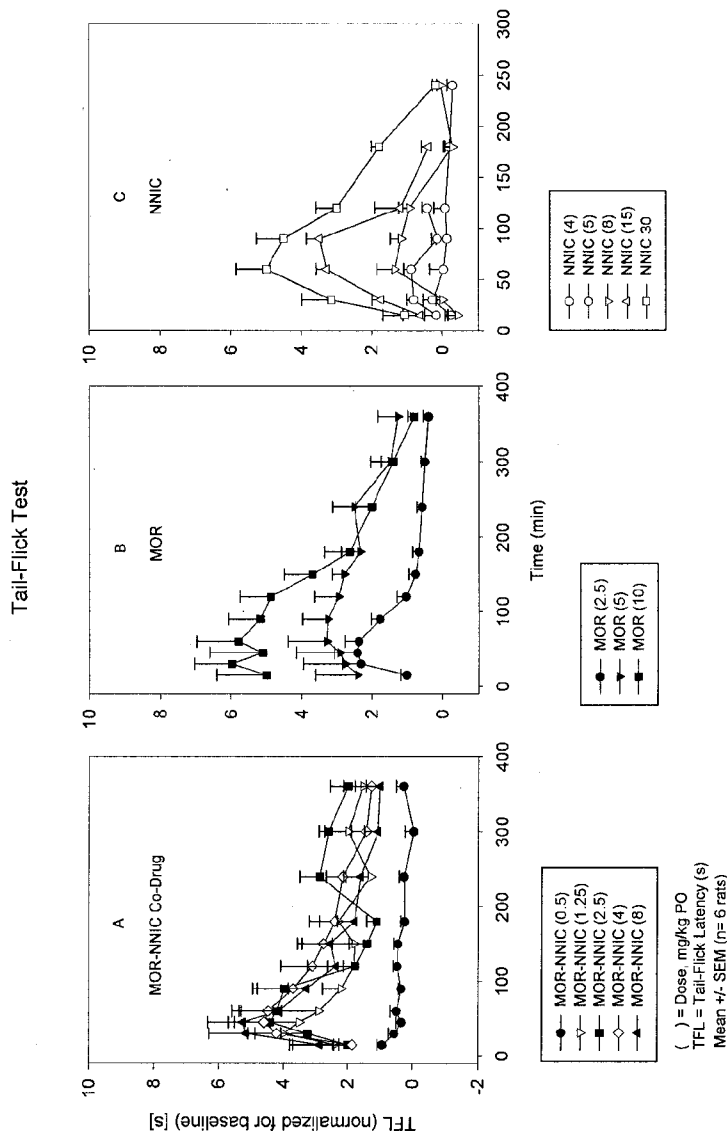 Tail-Flick Test
A
MOR-NNIC Co-Drug
B
MOR
C
NNIC
TFL (normalized for baseline) [s]
10
8
6
4
2
0
-2
0
100
200
300
400
10
8
6
4
2
0
0
100
200
300
400
10
8
6
4
2
0
0
50
100
150
200
250
300
Time (min)
MOR-NNIC (0.5)
MOR-NNIC (1.25)
MOR-NNIC (2.5)
MOR-NNIC (4)
MOR-NNIC (8)
MOR (2.5)
MOR (5)
MOR (10)
NNIC (4)
NNIC (5)
NNIC (8)
NNIC (15)
NNIC 30
( ) = Dose, mg/kg PO
TFL = Tail-Flick Latency (s)
Mean +/- SEM (n= 6 rats)